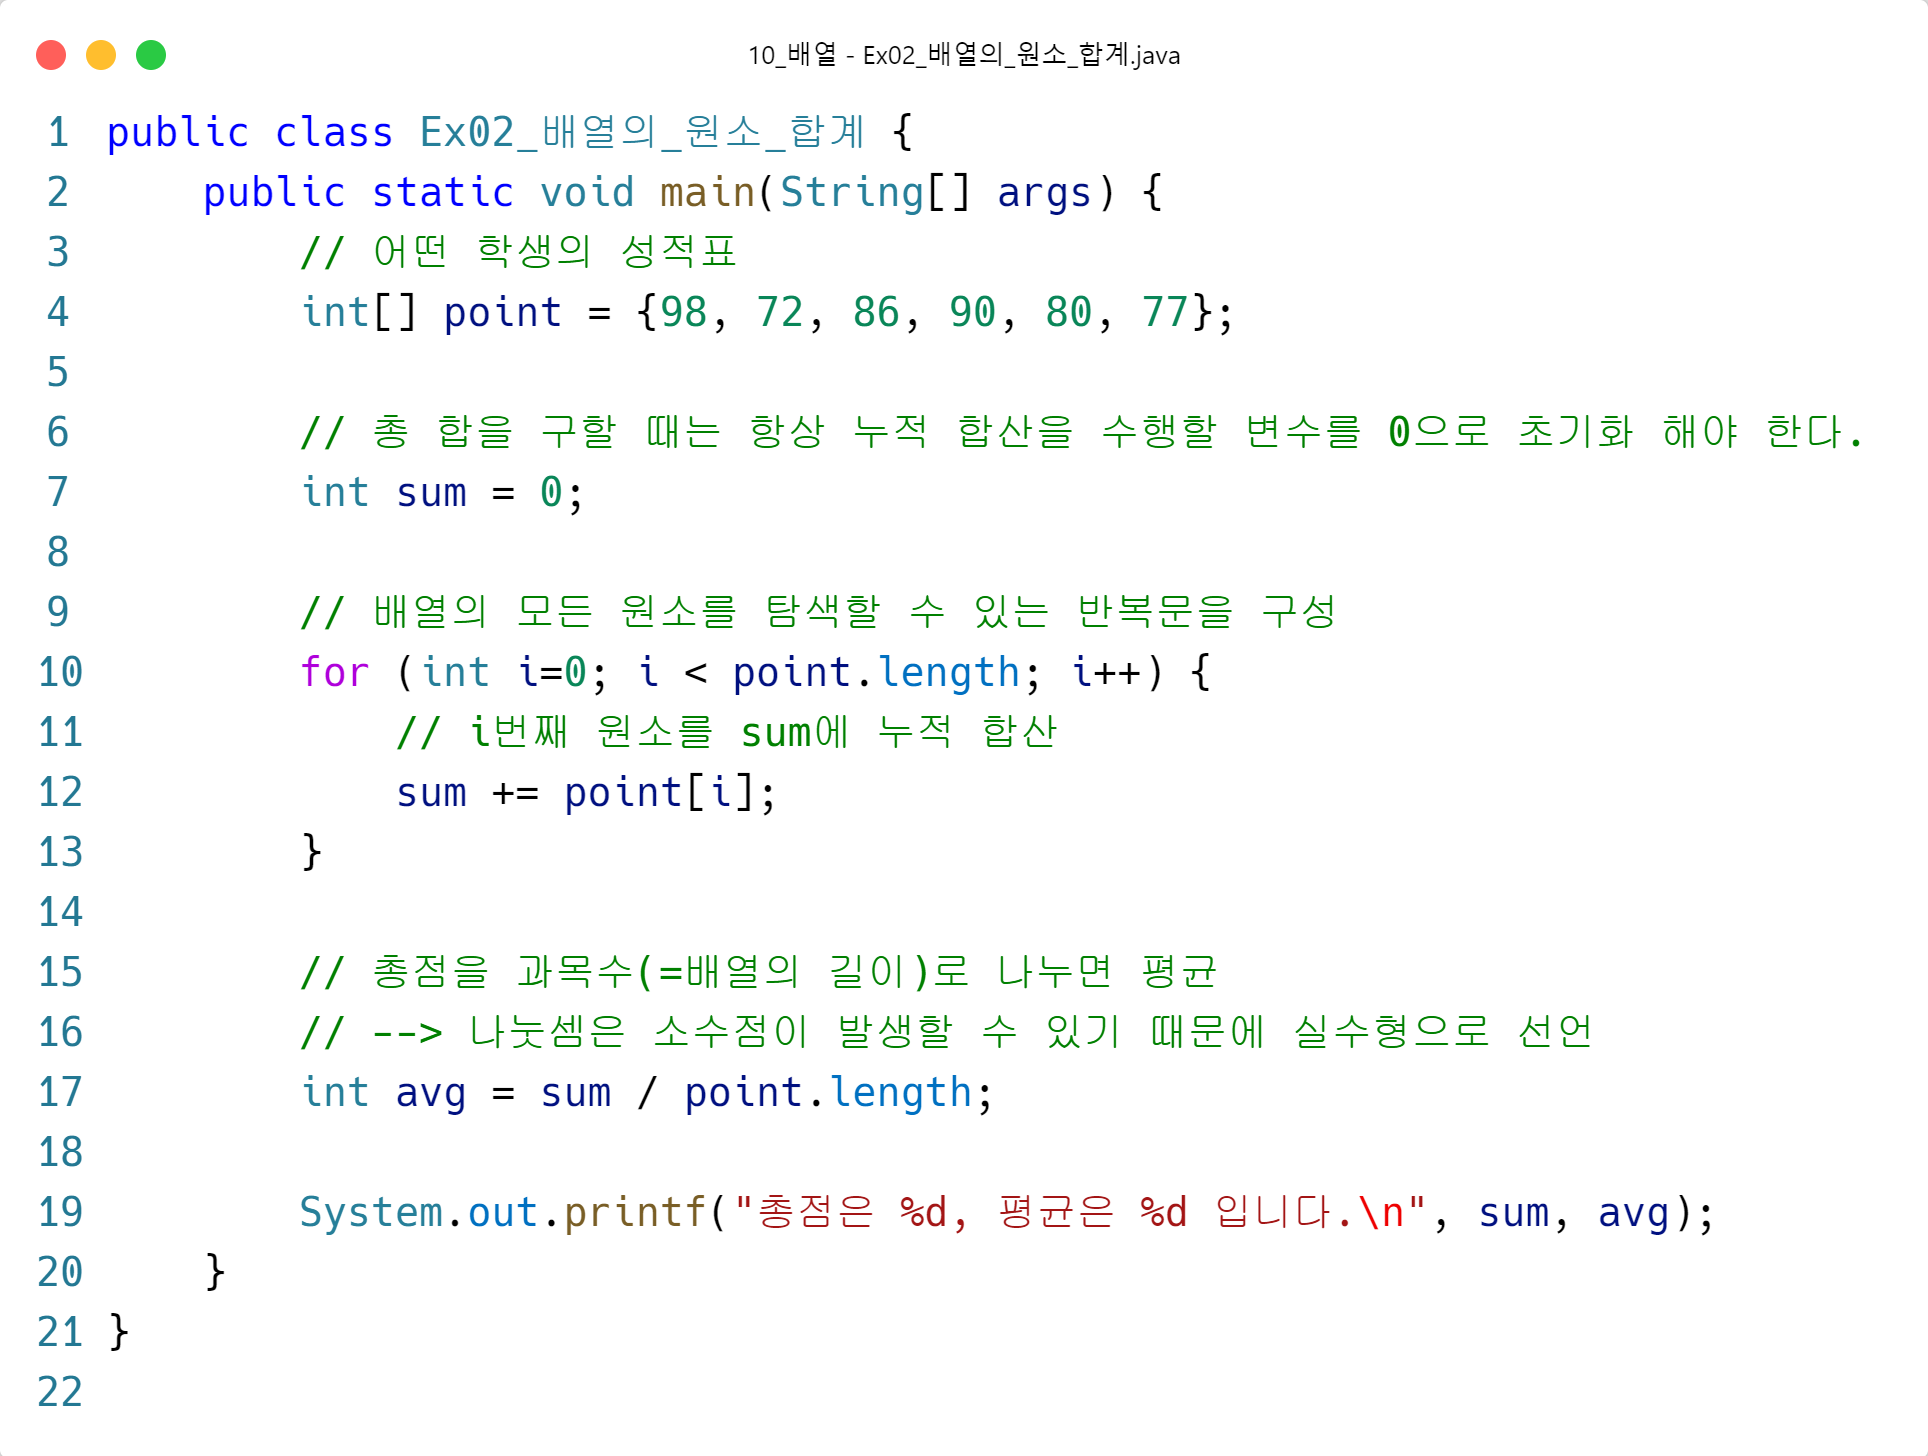 10_배열 - Ex02_배열의_원소_합계.java
1 public class Ex02_배열의_원소_합계 {
2     public static void main(String[] args) {
3         // 어떤 학생의 성적표
4         int[] point = {98, 72, 86, 90, 80, 77};
5
6         // 총 합을 구할 때는 항상 누적 합산을 수행할 변수를 0으로 초기화 해야 한다.
7         int sum = 0;
8
9         // 배열의 모든 원소를 탐색할 수 있는 반복문을 구성
10         for (int i=0; i < point.length; i++) {
11             // i번째 원소를 sum에 누적 합산
12             sum += point[i];
13         }
14
15         // 총점을 과목수(=배열의 길이)로 나누면 평균
16         // --> 나눗셈은 소수점이 발생할 수 있기 때문에 실수형으로 선언
17         int avg = sum / point.length;
18
19         System.out.printf("총점은 %d, 평균은 %d 입니다.\n", sum, avg);
20     }
21 }
22